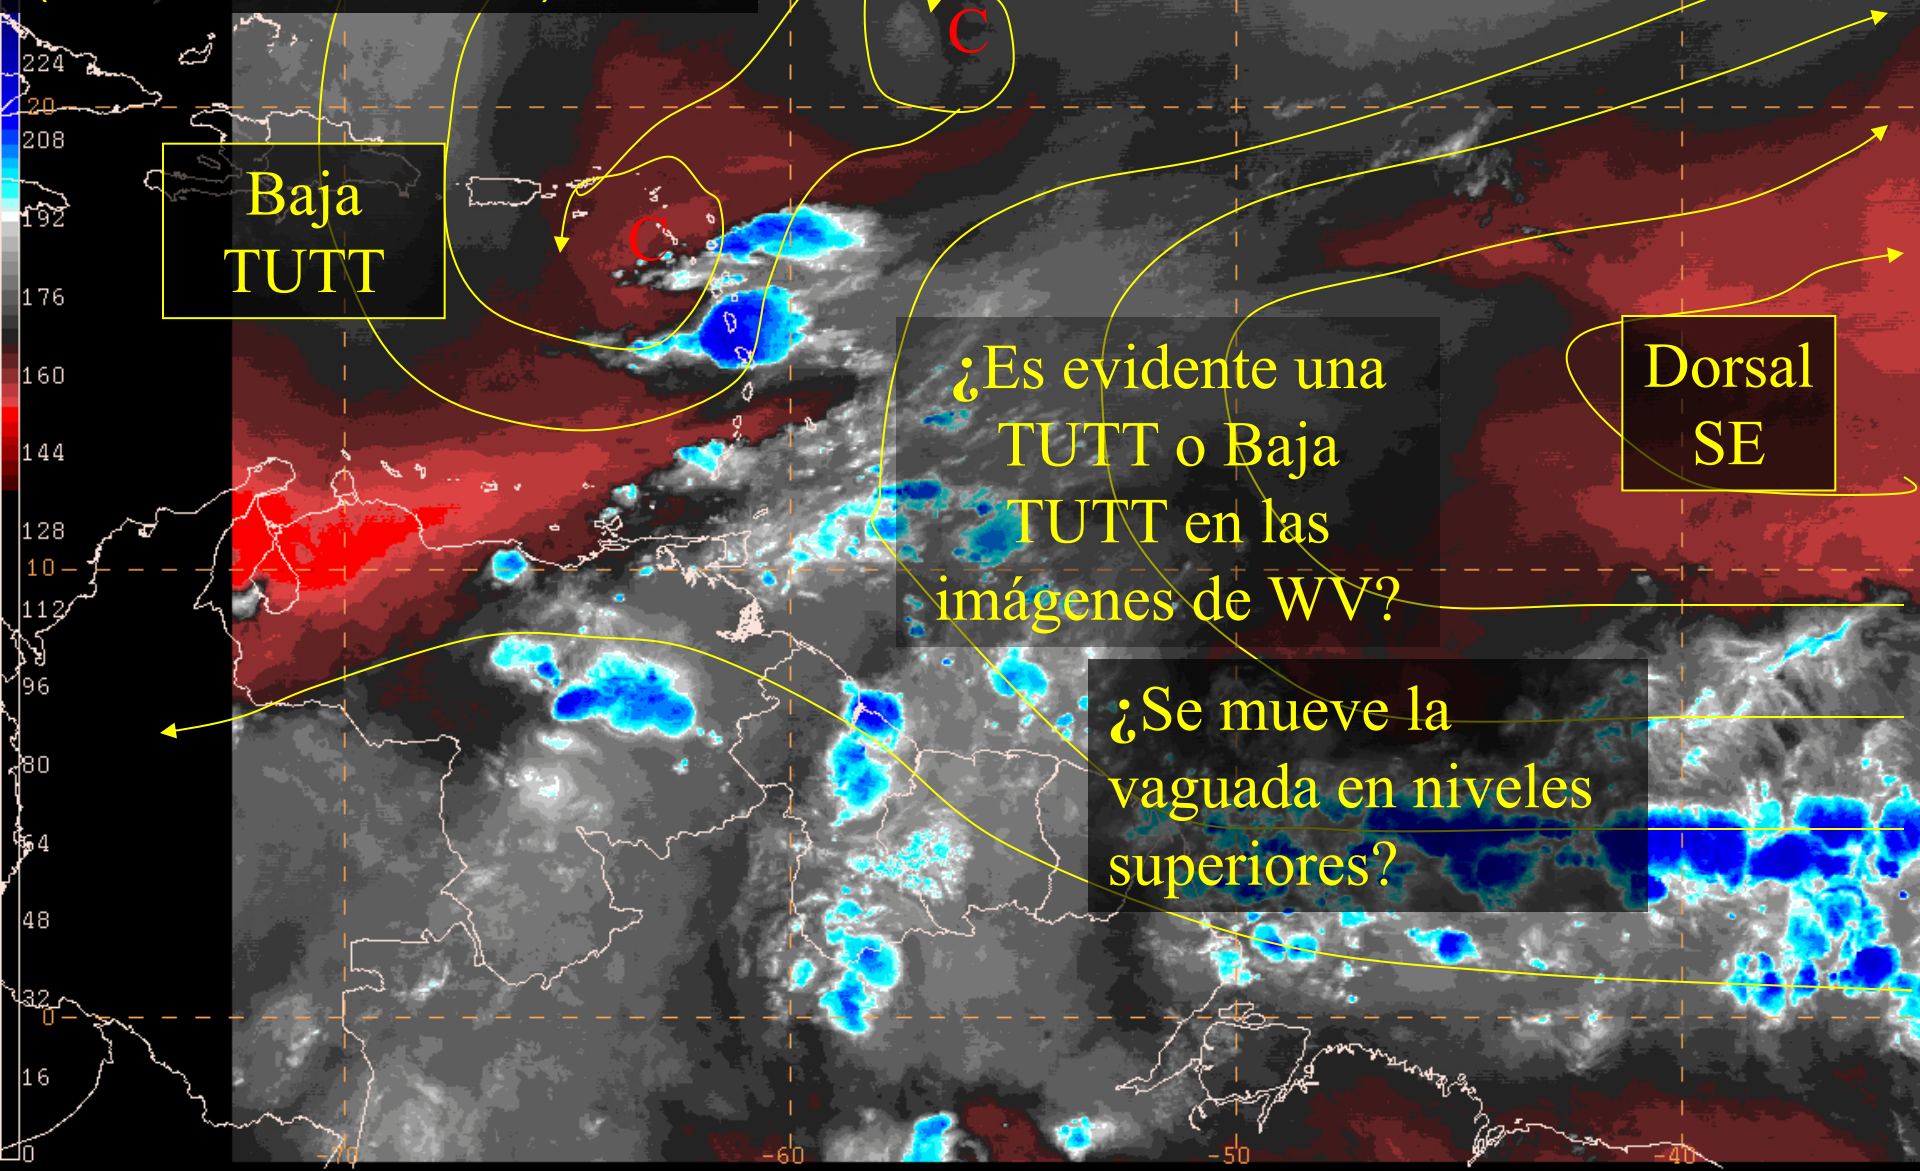 C
224
20
208
Baja
TUTT
192
C
176
¿Es evidente una
TUTT o Baja
TUTT en las
imágenes de WV?
Dorsal
SE
160
144
128
10
112
96
¿Se mueve la
vaguada en niveles
superiores?
80
64
48
32
0
16
0
-70
-60
-50
-40